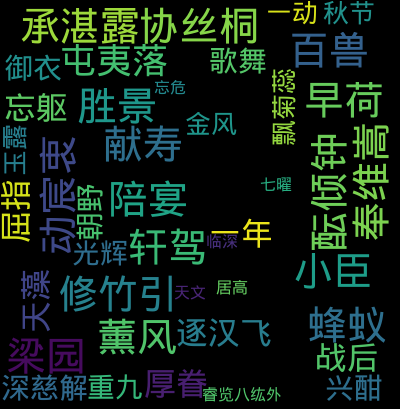 承湛露协丝桐
一动
秋节
百兽
御衣
屯夷落
歌舞
忘危
飘菊蕊
早荷
忘躯
胜景
献寿
金风
玉露
动宸衷
酝倾钟
奉维嵩
屈指
朝野
陪宴
七曜
一年
临深
光辉
轩驾
小臣
天藻
修竹引
天文
居高
蜂蚁
薰风
逐汉飞
战后
梁园
深慈解
重九
厚眷
睿览八纮外
兴酣